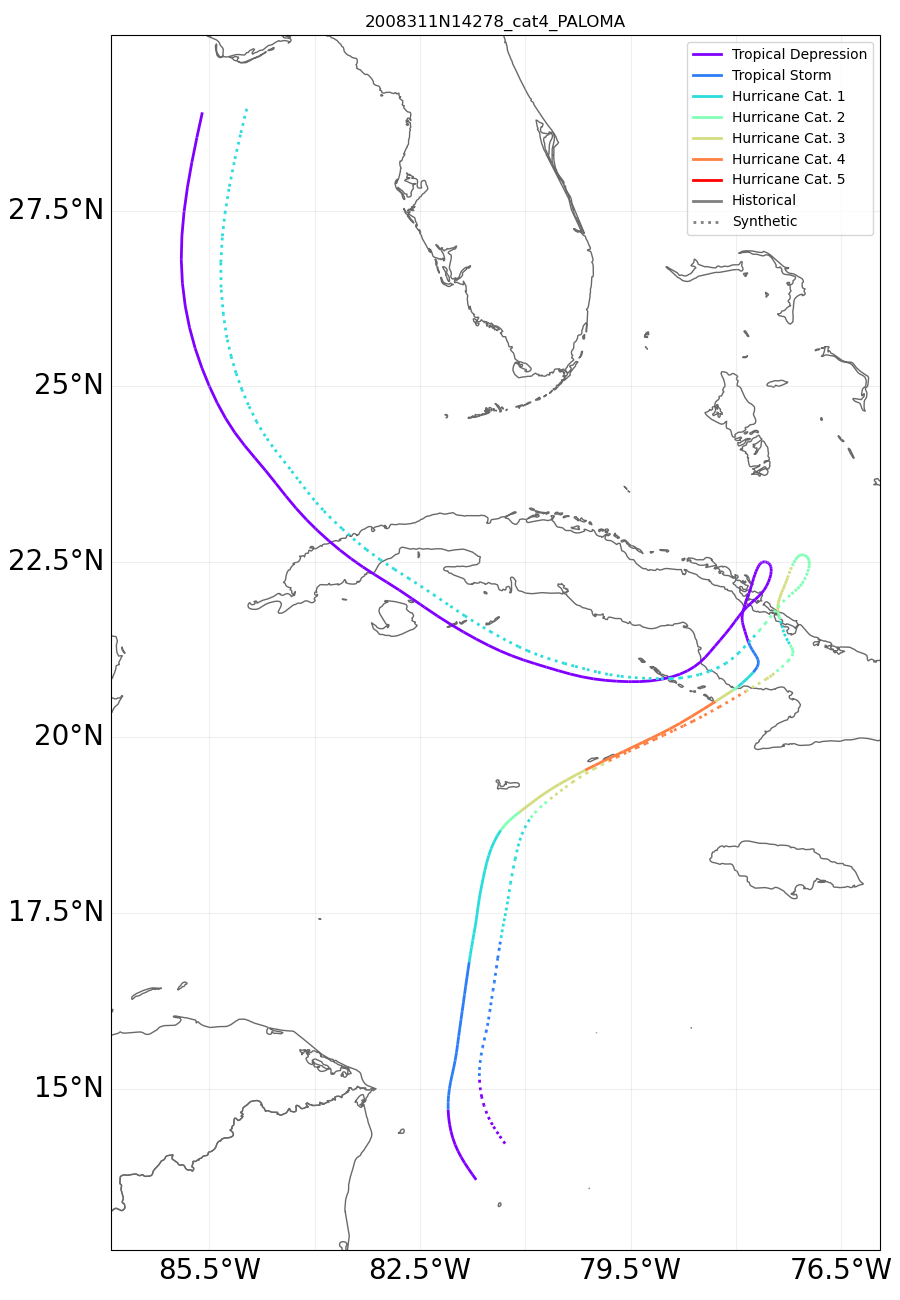 2008311N14278_cat4_PALOMA
Tropical Depression
Tropical Storm
Hurricane Cat. 1
Hurricane Cat. 2
Hurricane Cat. 3
Hurricane Cat. 4
Hurricane Cat. 5
Historical
Synthetic
27.5°N
25°N
22.5°N
20°N
17.5°N
15°N
85.5°W 82.5°W 79.5°W 76.5°W